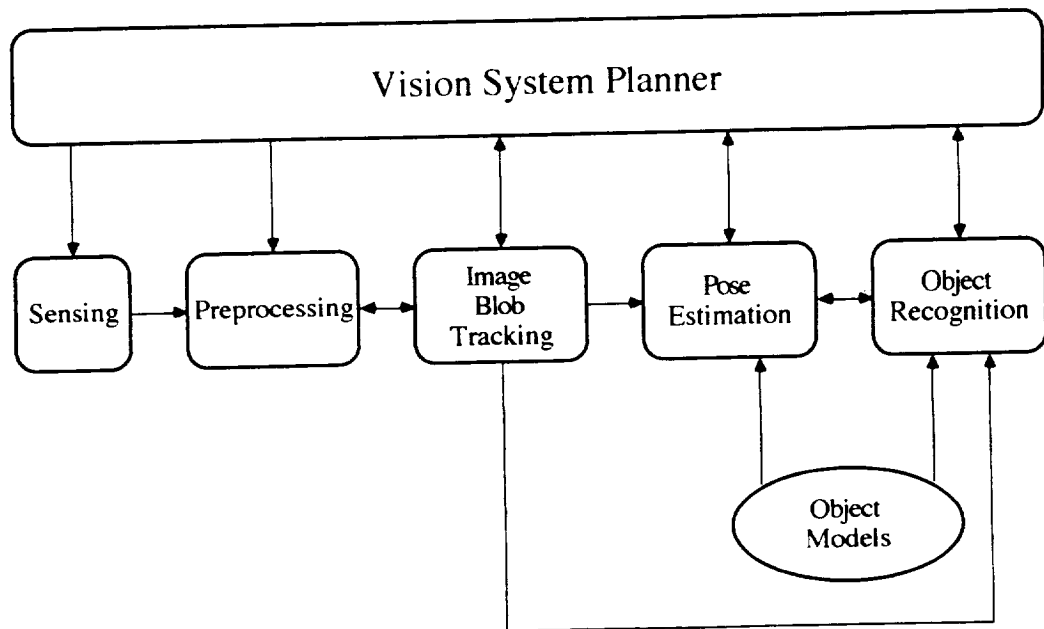 Vision System Planner
Sensing
Preprocessing
Image
Blob
Tracking
Pose
Estimation
Object
Recognition
Object
Models